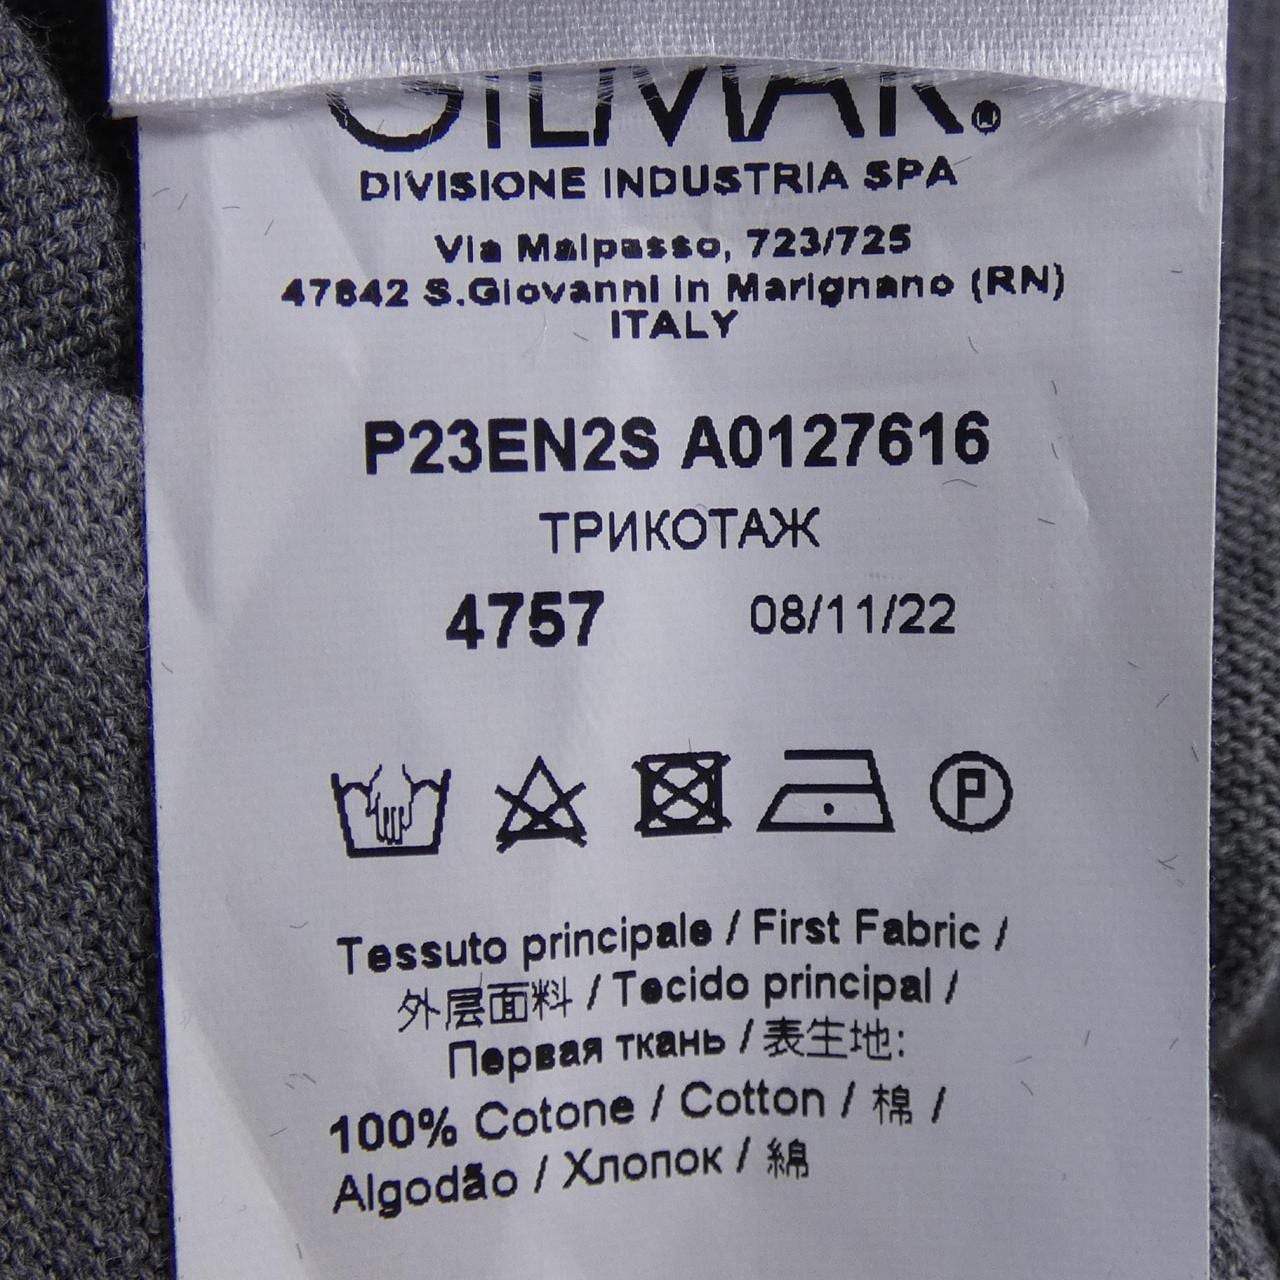 GILMAR®
DIVISIONE INDUSTRIA SPA
Via Malpasso, 723/725
47842 S.Giovanni in Marignano (RN)
ITALY
P23EN2S A0127616
ТРИКОТАЖ
4757 08/11/22
P
Tessuto principale / First Fabric /
外层面料 / Tecido principal /
Первая ткань / 表生地:
100% Cotone / Cotton / 棉 /
Algodão / Хлопок / 綿